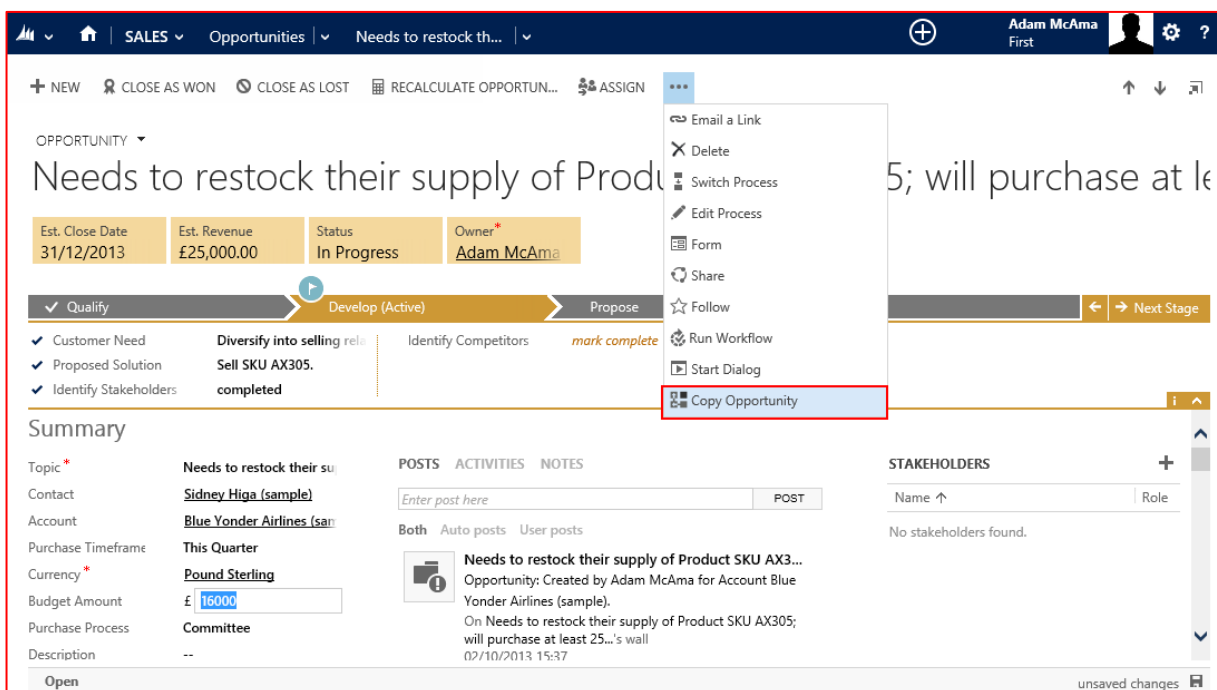 SALES Opportunities Needs to restock th... Adam McAma
First ?
NEW CLOSE AS WON CLOSE AS LOST RECALCULATE OPPORTUN... ASSIGN ...
Email a Link
Delete
Switch Process
Edit Process
Form
Share
Follow
Run Workflow
Start Dialog
Copy Opportunity
OPPORTUNITY
Needs to restock their supply of Produ 5; will purchase at le
Est. Close Date Est. Revenue Status Owner*
31/12/2013 £25,000.00 In Progress Adam McAma
Qualify Develop (Active) Propose Next Stage
Customer Need Diversify into selling rela Identify Competitors mark complete
Proposed Solution Sell SKU AX305.
Identify Stakeholders completed
Summary
Topic* Needs to restock their su
Contact Sidney Higa (sample)
Account Blue Yonder Airlines (sam
Purchase Timeframe This Quarter
Currency* Pound Sterling
Budget Amount £ 16000
Purchase Process Committee
Description --
POSTS ACTIVITIES NOTES
Enter post here POST
Both Auto posts User posts
Needs to restock their supply of Product SKU AX3...
Opportunity: Created by Adam McAma for Account Blue
Yonder Airlines (sample).
On Needs to restock their supply of Product SKU AX305;
will purchase at least 25...'s wall
02/10/2013 15:37
STAKEHOLDERS
Name Role
No stakeholders found.
Open unsaved changes